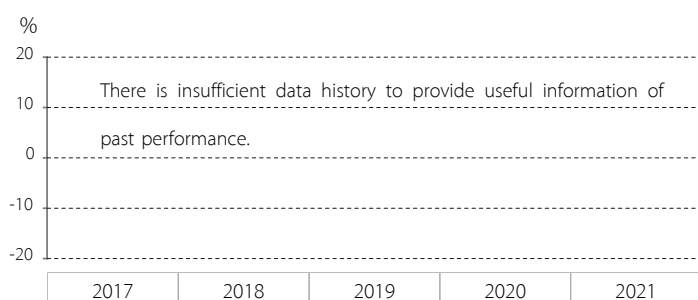 %
20
There is insufficient data history to provide useful information of
10
past performance.
0
-10
-20
2017 2018 2019 2020 2021